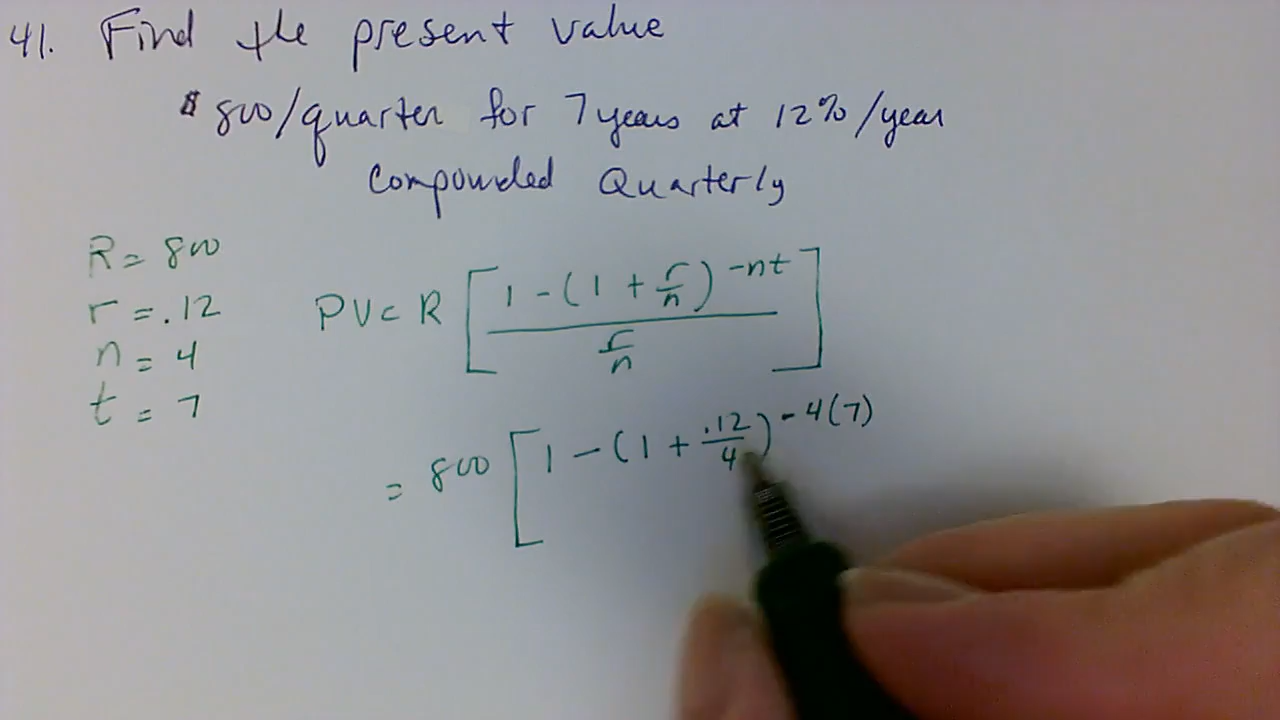 41. Find the present value
$800/quarter for 7 years at 12%/year
Compounded Quarterly
R = 800
r = .12
n = 4
t = 7
PV = R [ (1 - (1 + r/n)^-nt) / (r/n) ]
= 800 [ 1 - (1 + .12/4)^-4(7)